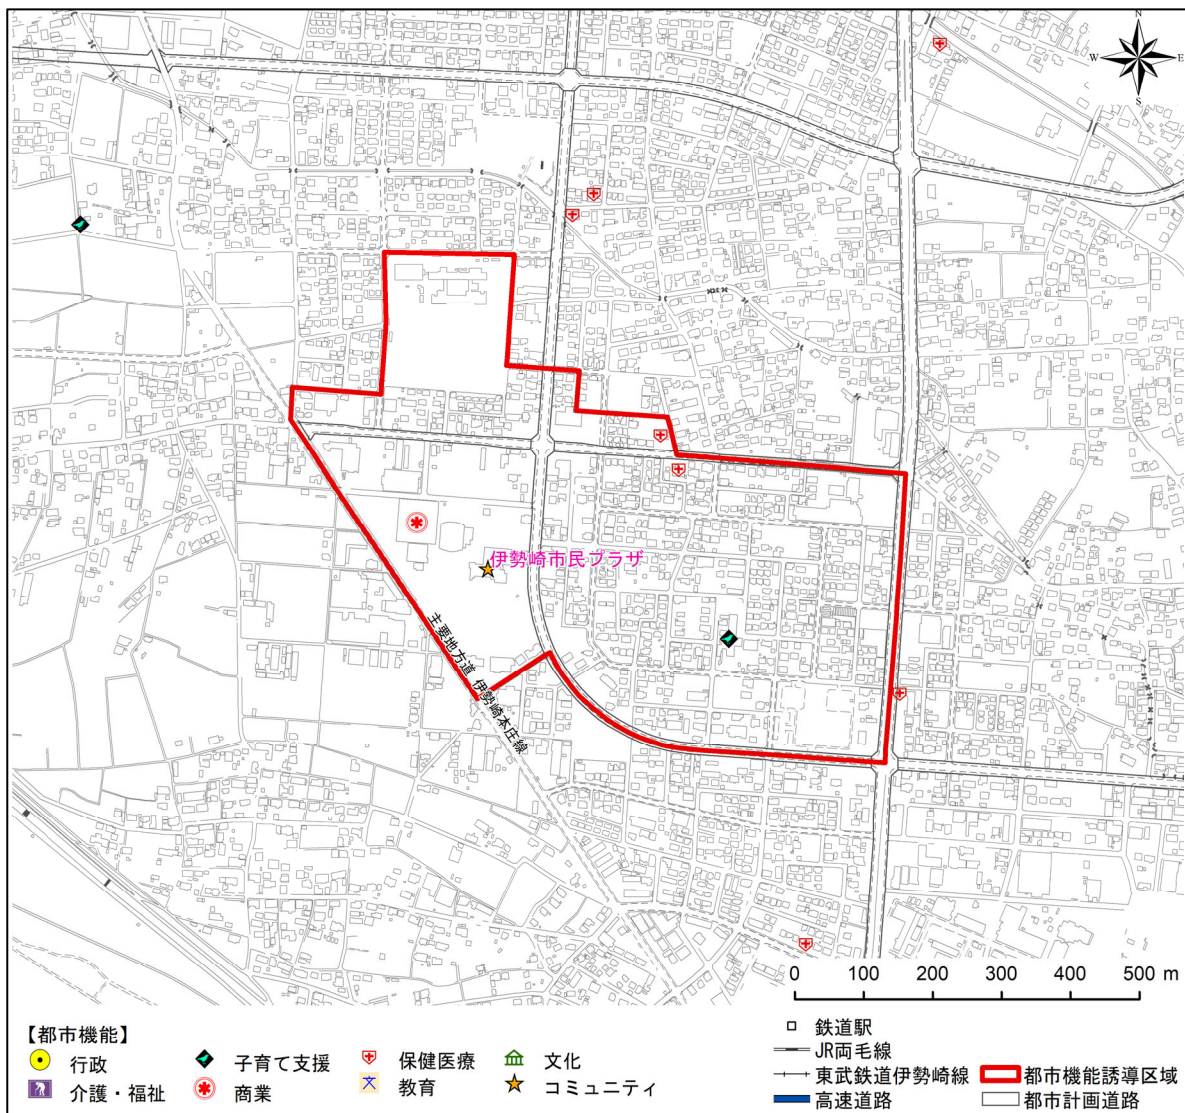 N
W E
S
伊勢崎市民プラザ
主要地方道 伊勢崎本庄線
0 100 200 300 400 500 m
【都市機能】
行政 子育て支援 保健医療 文化
介護・福祉 商業 教育 コミュニティ
鉄道駅
JR両毛線
東武鉄道伊勢崎線 都市機能誘導区域
高速道路 都市計画道路